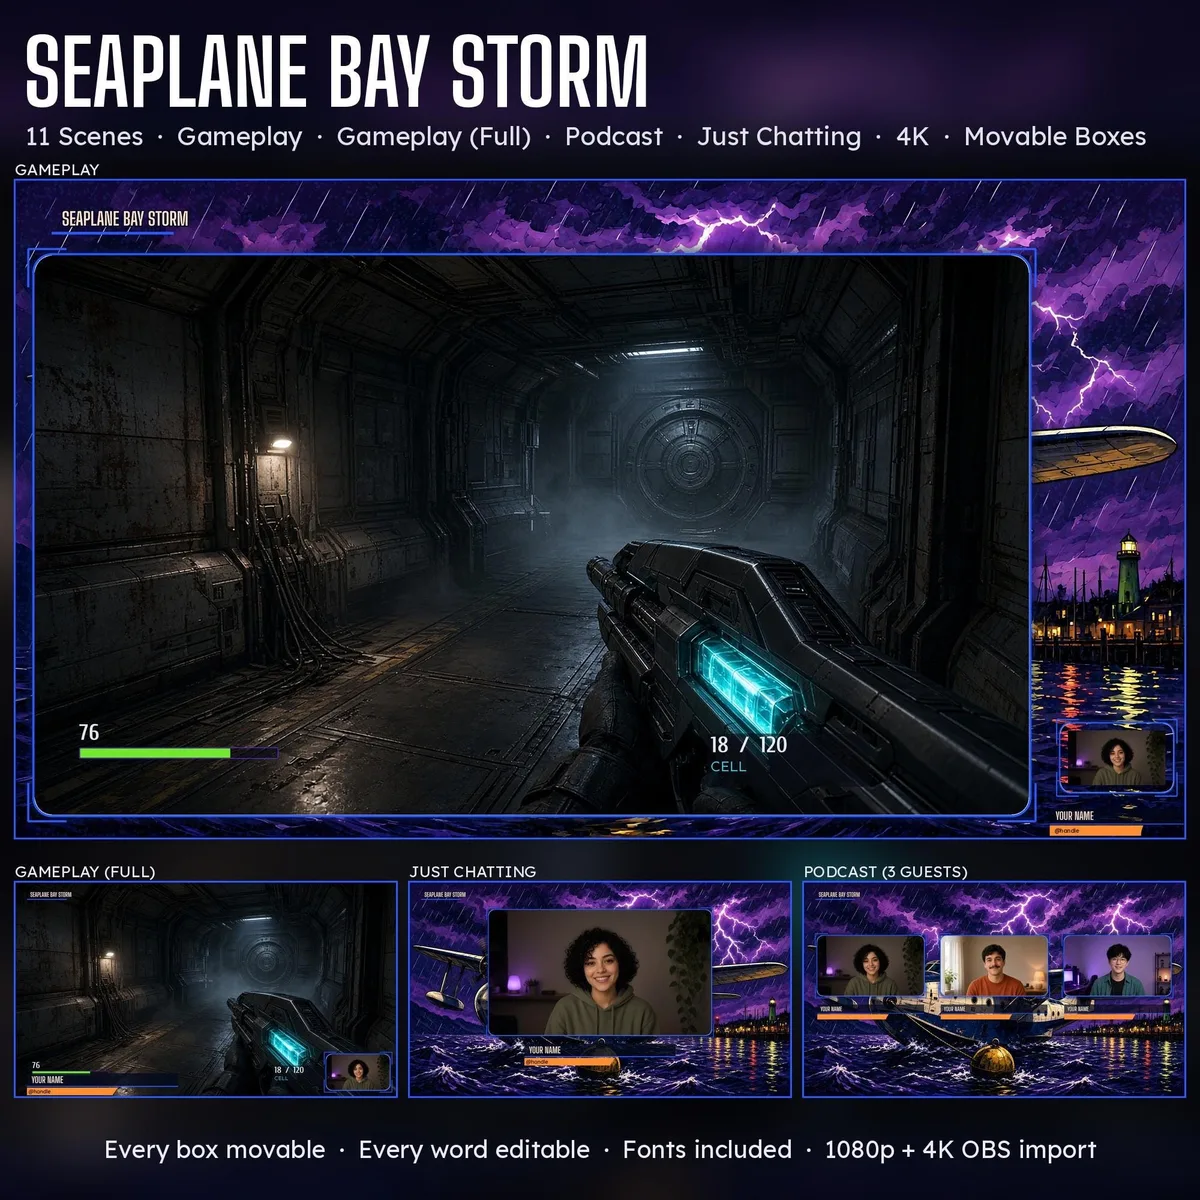 SEAPLANE BAY STORM
11 Scenes · Gameplay · Gameplay (Full) · Podcast · Just Chatting · 4K · Movable Boxes
GAMEPLAY
SEAPLANE BAY STORM
76
18 / 120
CELL
YOUR NAME
@handle
GAMEPLAY (FULL)
SEAPLANE BAY STORM
76
18 / 120
CELL
YOUR NAME
@handle
JUST CHATTING
SEAPLANE BAY STORM
YOUR NAME
@handle
PODCAST (3 GUESTS)
SEAPLANE BAY STORM
YOUR NAME
YOUR NAME
YOUR NAME
Every box movable · Every word editable · Fonts included · 1080p + 4K OBS import